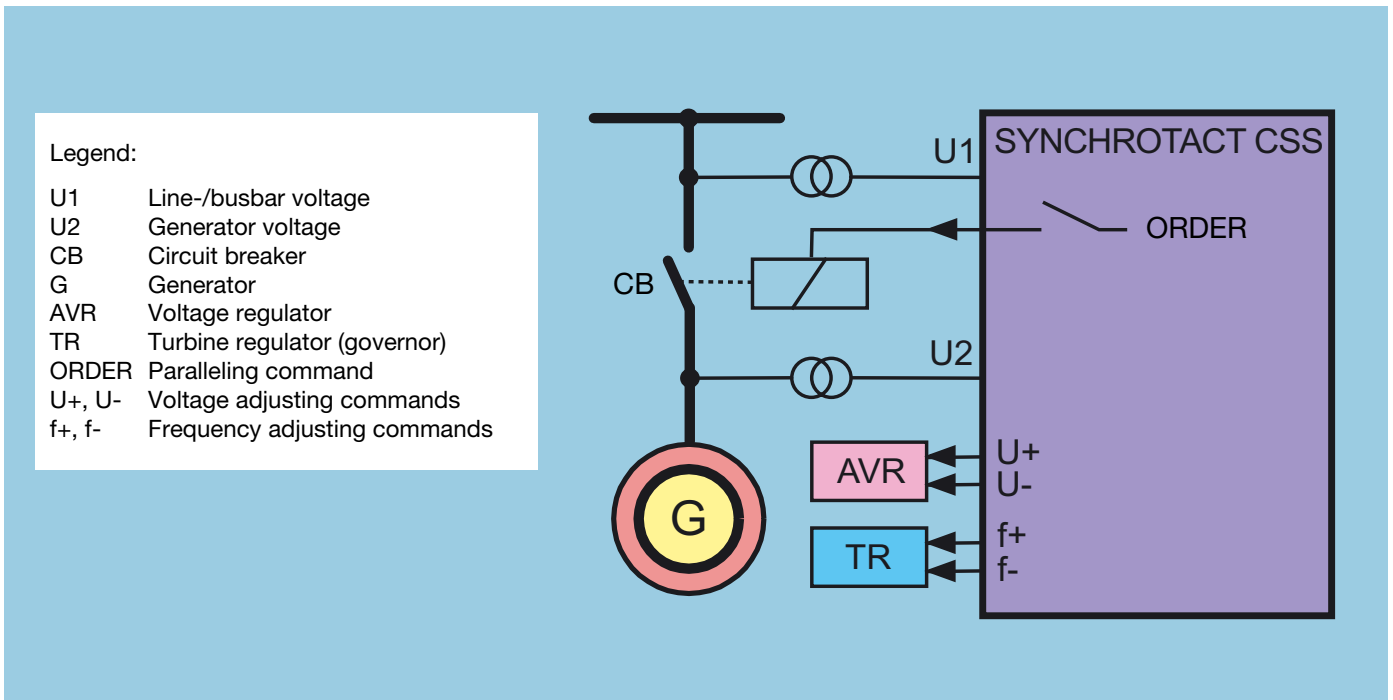 Legend:
U1 Line-/busbar voltage
U2 Generator voltage
CB Circuit breaker
G Generator
AVR Voltage regulator
TR Turbine regulator (governor)
ORDER Paralleling command
U+, U- Voltage adjusting commands
f+, f- Frequency adjusting commands
U1
SYNCHROTACT CSS
ORDER
CB
U2
AVR
U+
U-
G
TR
f+
f-